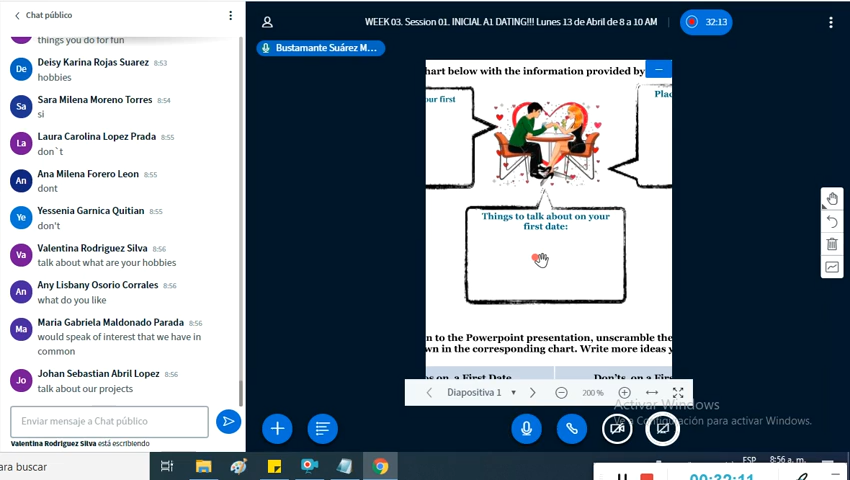 Chat público
WEEK 03. Session 01. INICIAL A1 DATING!!! Lunes 13 de Abril de 8 a 10 AM
32:13
Bustamante Suárez M...
things you do for fun
De Deisy Karina Rojas Suarez 8:53
hobbies
Sa Sara Milena Moreno Torres 8:54
si
La Laura Carolina Lopez Prada 8:55
don`t
An Ana Milena Forero Leon 8:55
dont
Ye Yessenia Garnica Quitian 8:55
don't
Va Valentina Rodriguez Silva 8:56
talk about what are your hobbies
An Any Lisbany Osorio Corrales 8:56
what do you like
Ma Maria Gabriela Maldonado Parada 8:56
would speak of interest that we have in
common
Jo Johan Sebastian Abril Lopez 8:56
talk about our projects
Enviar mensaje a Chat público
Valentina Rodriguez Silva está escribiendo
hart below with the information provided by
our first
Plac
Things to talk about on your
first date:
n to the Powerpoint presentation, unscramble the
wn in the corresponding chart. Write more ideas y
os on a First Date
Don'ts on a Firs
Diapositiva 1
200 %
Activar Windows
Ve a Configuración para activar Windows.
ara buscar
ESP
8:56 a. m.
00:32:11